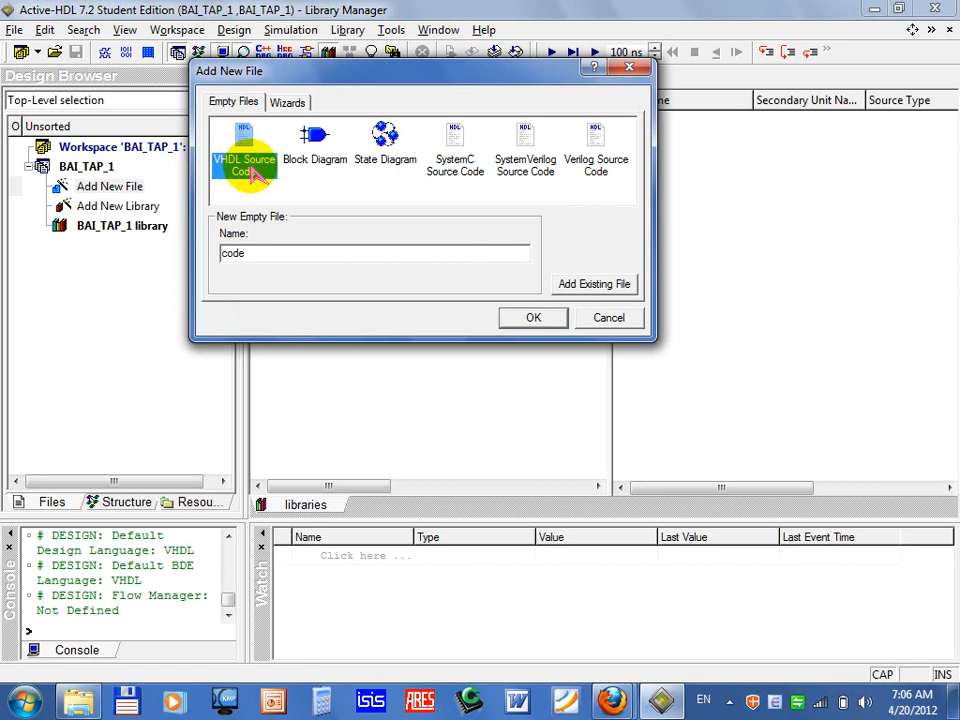 Active-HDL 7.2 Student Edition (BAI_TAP_1 ,BAI_TAP_1) - Library Manager
File Edit Search View Workspace Design Simulation Library Tools Window Help
100 ns
Design Browser
Add New File
Top-Level selection
Empty Files Wizards
Secondary Unit Na... Source Type
Unsorted
Workspace 'BAI_TAP_1':
BAI_TAP_1
Add New File
Add New Library
BAI_TAP_1 library
VHDL Source
Code
Block Diagram
State Diagram
SystemC
Source Code
SystemVerilog
Source Code
Verilog Source
Code
New Empty File:
Name:
code
Add Existing File
OK Cancel
Files Structure Resou...
libraries
# DESIGN: Default
Design Language: VHDL
# DESIGN: Default BDE
Language: VHDL
# DESIGN: Flow Manager:
Not Defined
>
Console
Console
Watch
Name Type Value Last Value Last Event Time
Click here ...
CAP INS
KMP
isis
ARES
W
EN
7:06 AM
4/20/2012